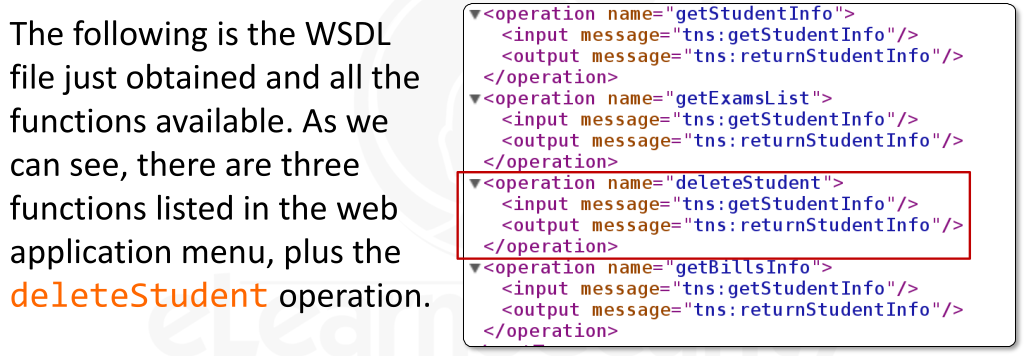 The following is the WSDL
file just obtained and all the
functions available. As we
can see, there are three
functions listed in the web
application menu, plus the
deleteStudent operation.
▼<operation name="getStudentInfo">
<input message="tns:getStudentInfo"/>
<output message="tns:returnStudentInfo"/>
</operation>
▼<operation name="getExamsList">
<input message="tns:getStudentInfo"/>
<output message="tns:returnStudentInfo"/>
</operation>
▼<operation name="deleteStudent">
<input message="tns:getStudentInfo"/>
<output message="tns:returnStudentInfo"/>
</operation>
▼<operation name="getBillsInfo">
<input message="tns:getStudentInfo"/>
<output message="tns:returnStudentInfo"/>
</operation>